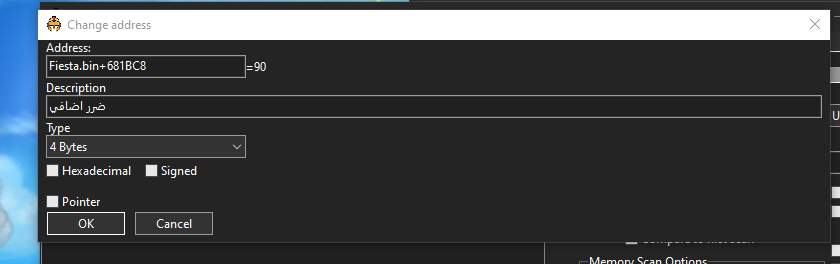 Change address
Address:
Fiesta.bin+681BC8 =90
Description
ضرر اضافي
Type
4 Bytes
Hexadecimal Signed
Pointer
OK Cancel
Memory Scan Options